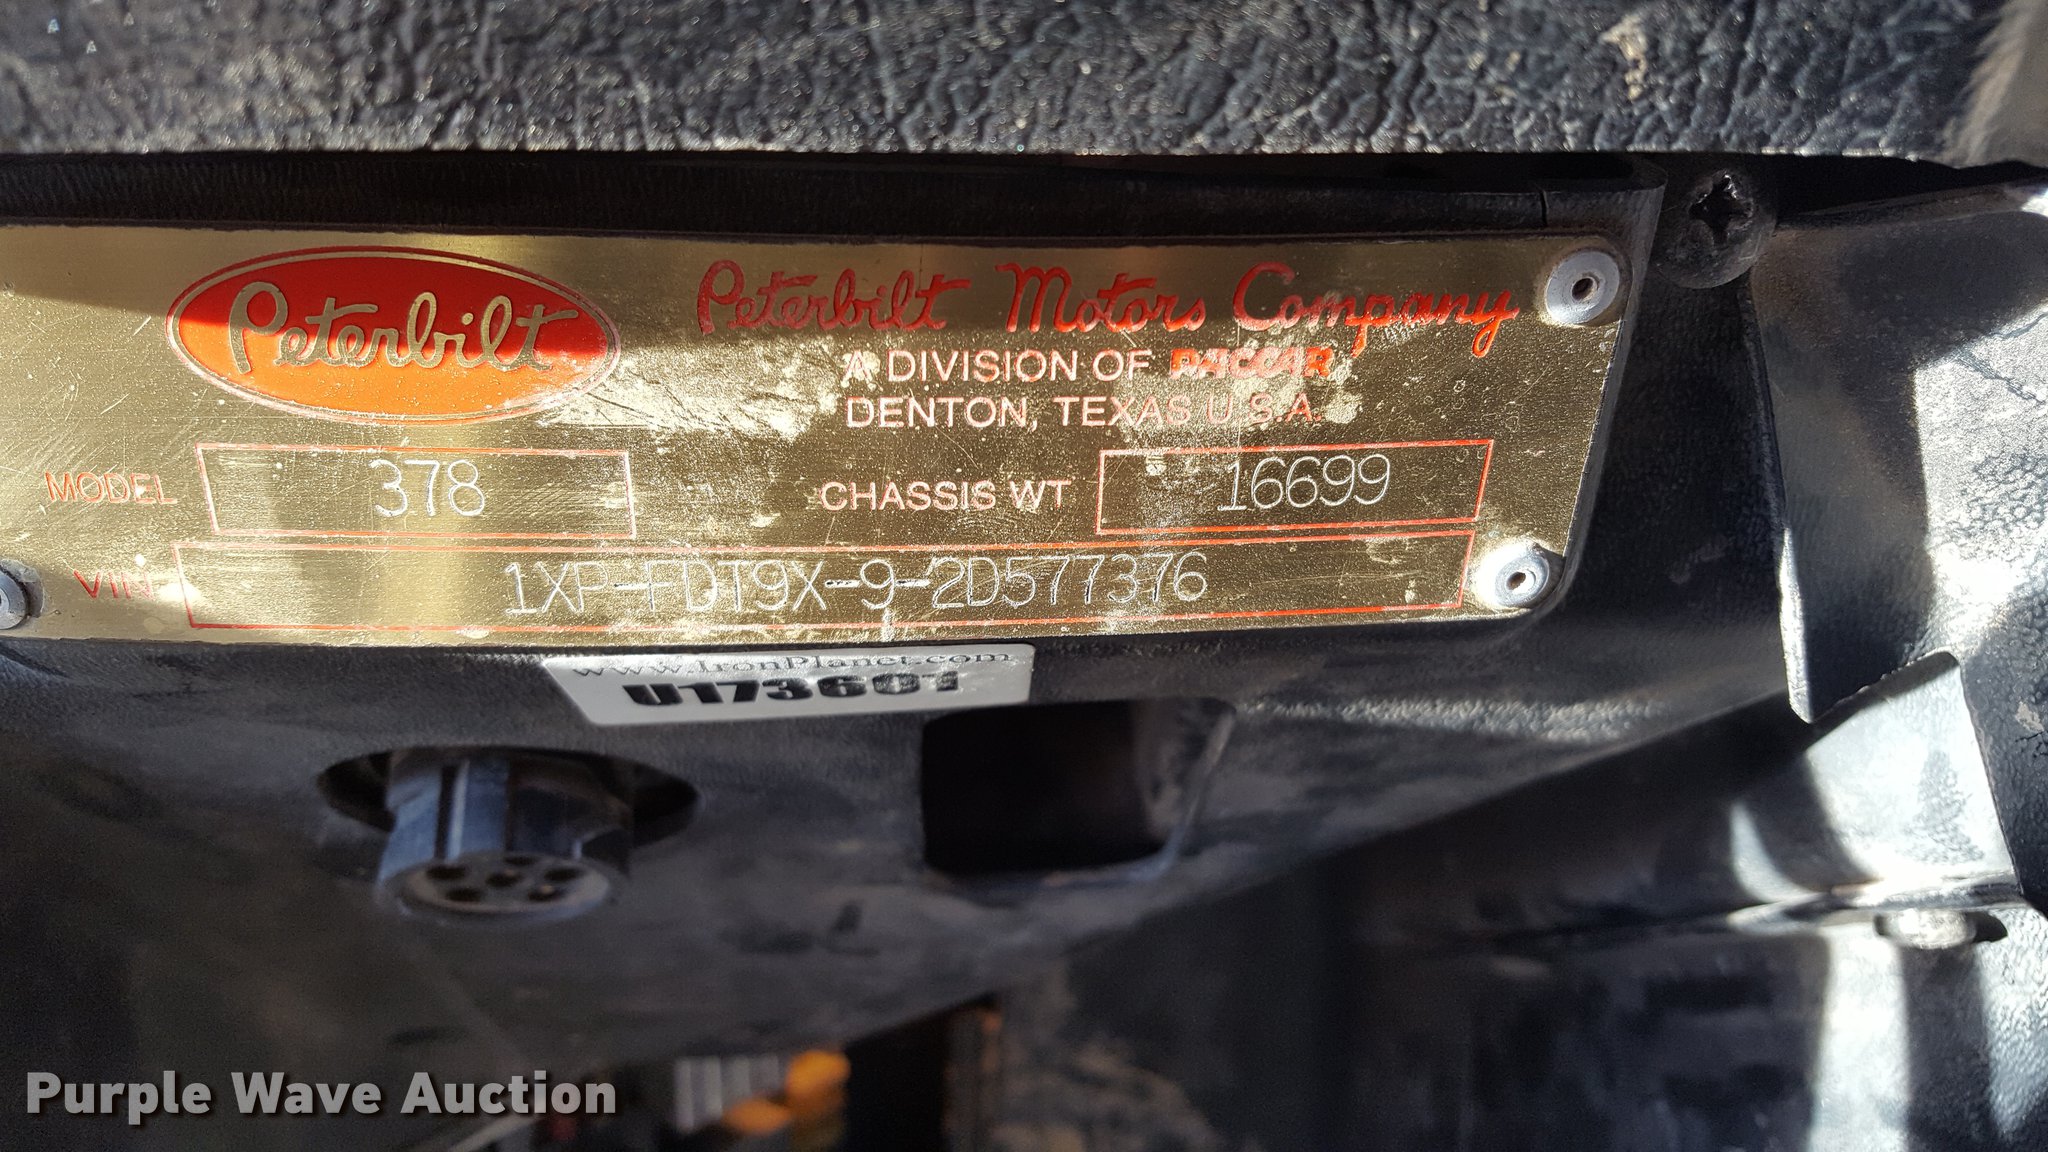 Peterbilt
Peterbilt Motors Company
A DIVISION OF PACCAR
DENTON, TEXAS U.S.A.
MODEL 378
CHASSIS WT 16699
VIN 1XP-FDT9X-9-2D577376
www.IronPlanet.com
U173601
Purple Wave Auction